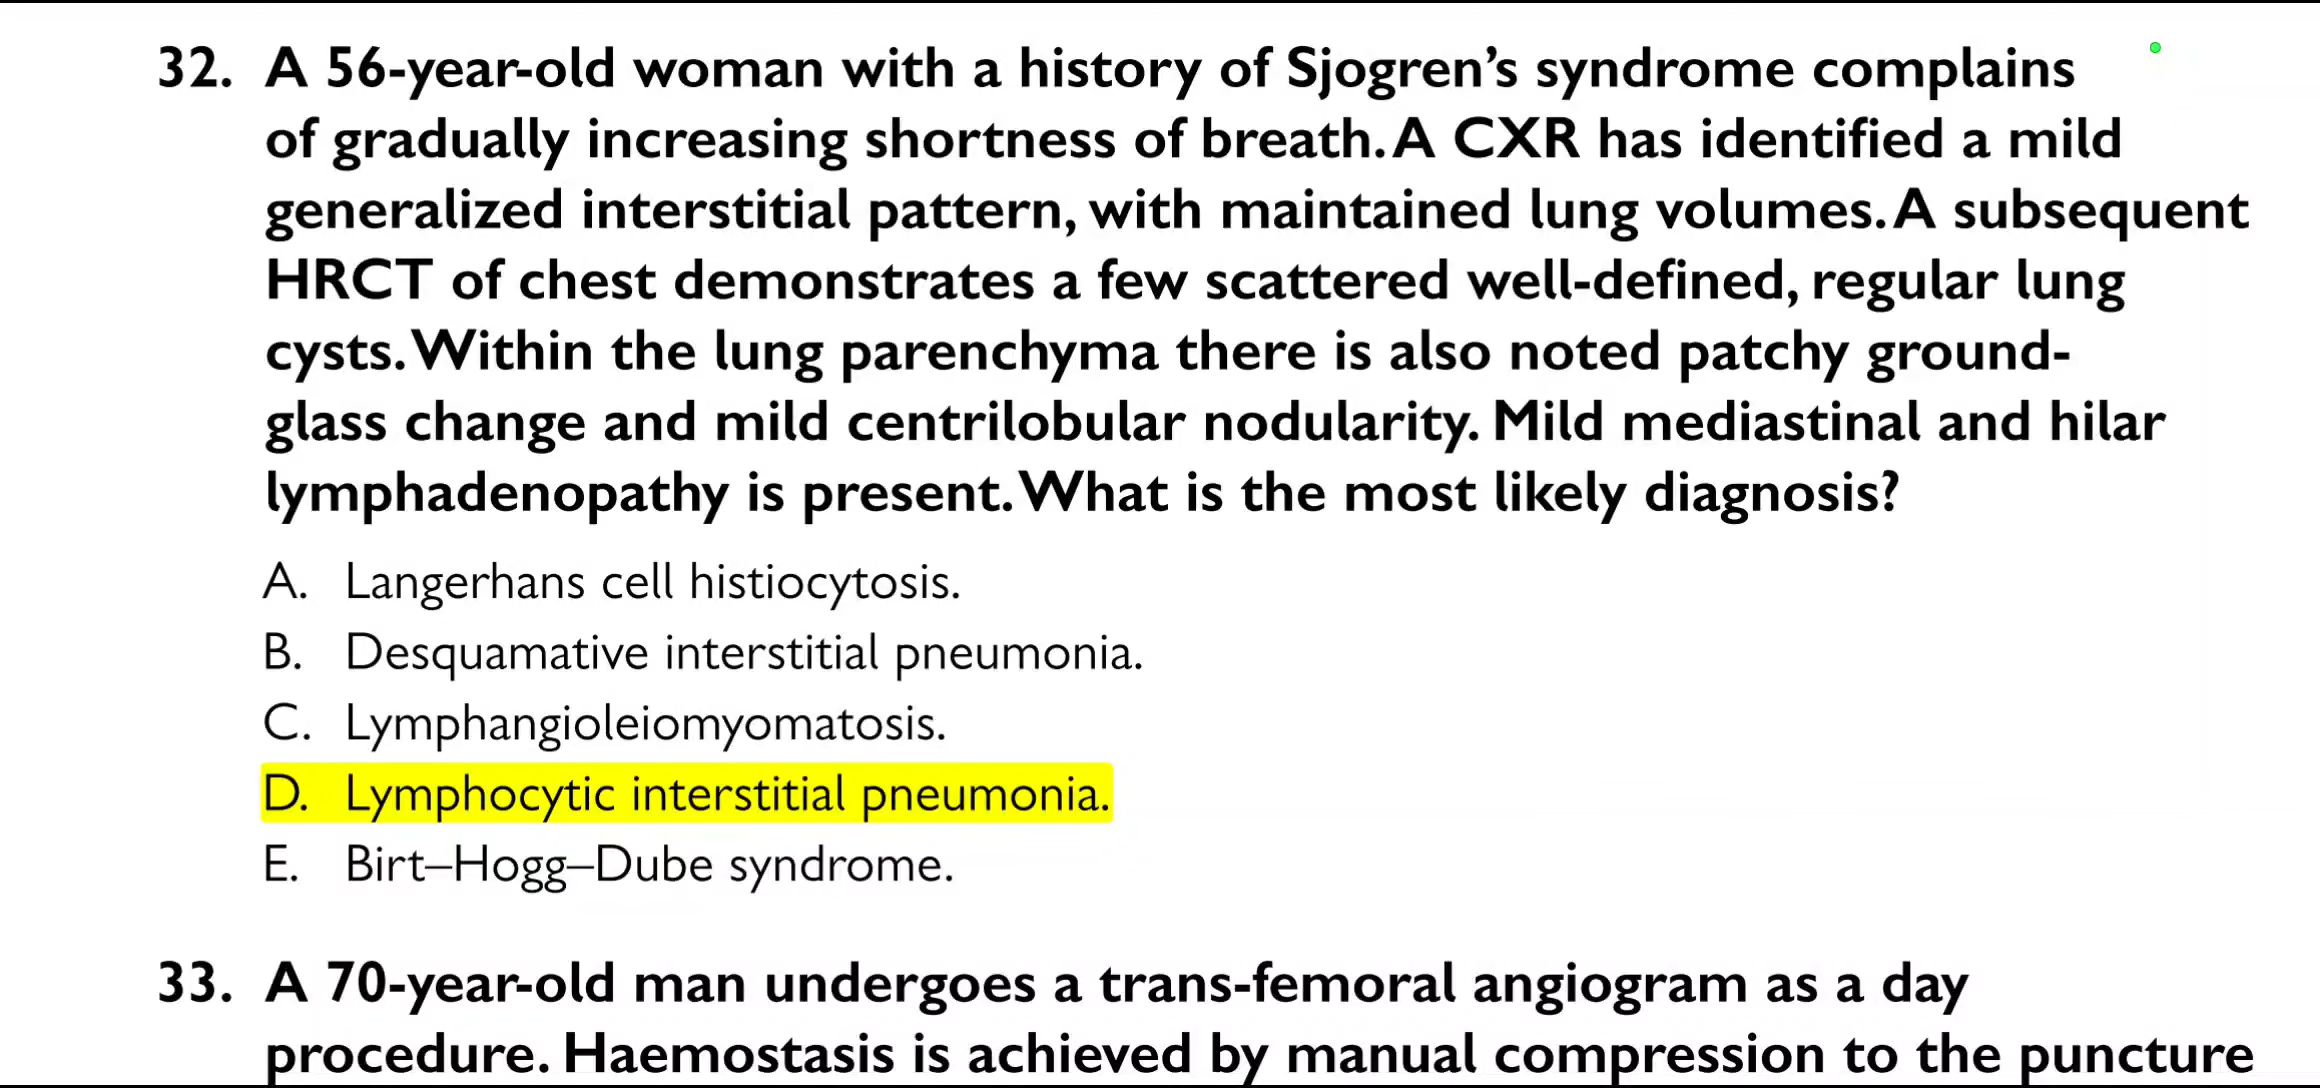 32. A 56-year-old woman with a history of Sjogren's syndrome complains
of gradually increasing shortness of breath. A CXR has identified a mild
generalized interstitial pattern, with maintained lung volumes. A subsequent
HRCT of chest demonstrates a few scattered well-defined, regular lung
cysts. Within the lung parenchyma there is also noted patchy ground-
glass change and mild centrilobular nodularity. Mild mediastinal and hilar
lymphadenopathy is present. What is the most likely diagnosis?
A. Langerhans cell histiocytosis.
B. Desquamative interstitial pneumonia.
C. Lymphangioleiomyomatosis.
D. Lymphocytic interstitial pneumonia.
E. Birt–Hogg–Dube syndrome.
33. A 70-year-old man undergoes a trans-femoral angiogram as a day
procedure. Haemostasis is achieved by manual compression to the puncture